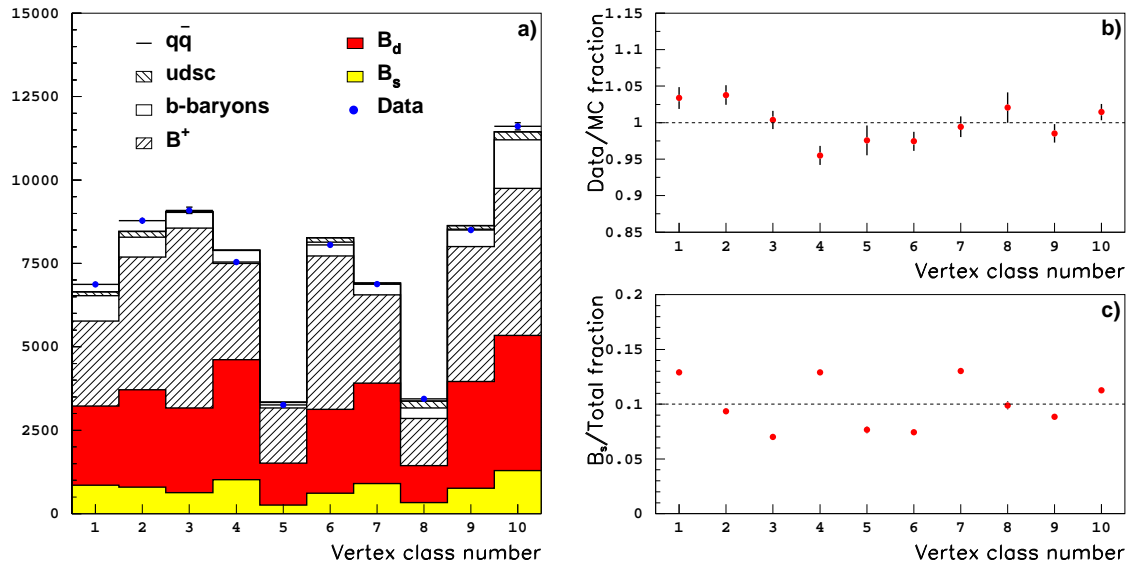 a)
qq̄
udsc
b-baryons
B+
Bd
Bs
Data
15000
12500
10000
7500
5000
2500
0
1 2 3 4 5 6 7 8 9 10
Vertex class number
b)
Data/MC fraction
1.15
1.1
1.05
1
0.95
0.9
0.85
1 2 3 4 5 6 7 8 9 10
Vertex class number
c)
Bs/Total fraction
0.2
0.15
0.1
0.05
0
1 2 3 4 5 6 7 8 9 10
Vertex class number